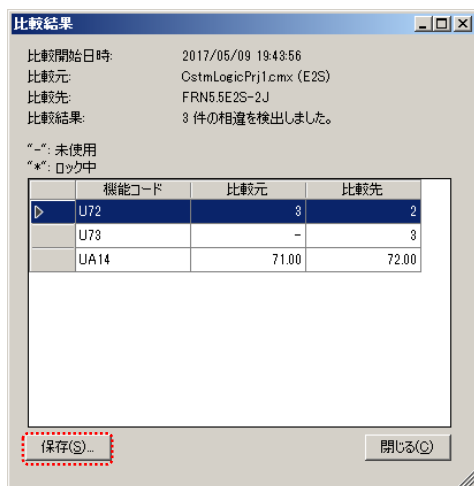 比較結果
比較開始日時: 2017/05/09 19:43:56
比較元: CstmLogicPrj1.cmx (E2S)
比較先: FRN5.5E2S-2J
比較結果: 3 件の相違を検出しました。
"-": 未使用
"*": ロック中
機能コード 比較元 比較先
U72 3 2
U73 - 3
UA14 71.00 72.00
保存(S)... 閉じる(C)